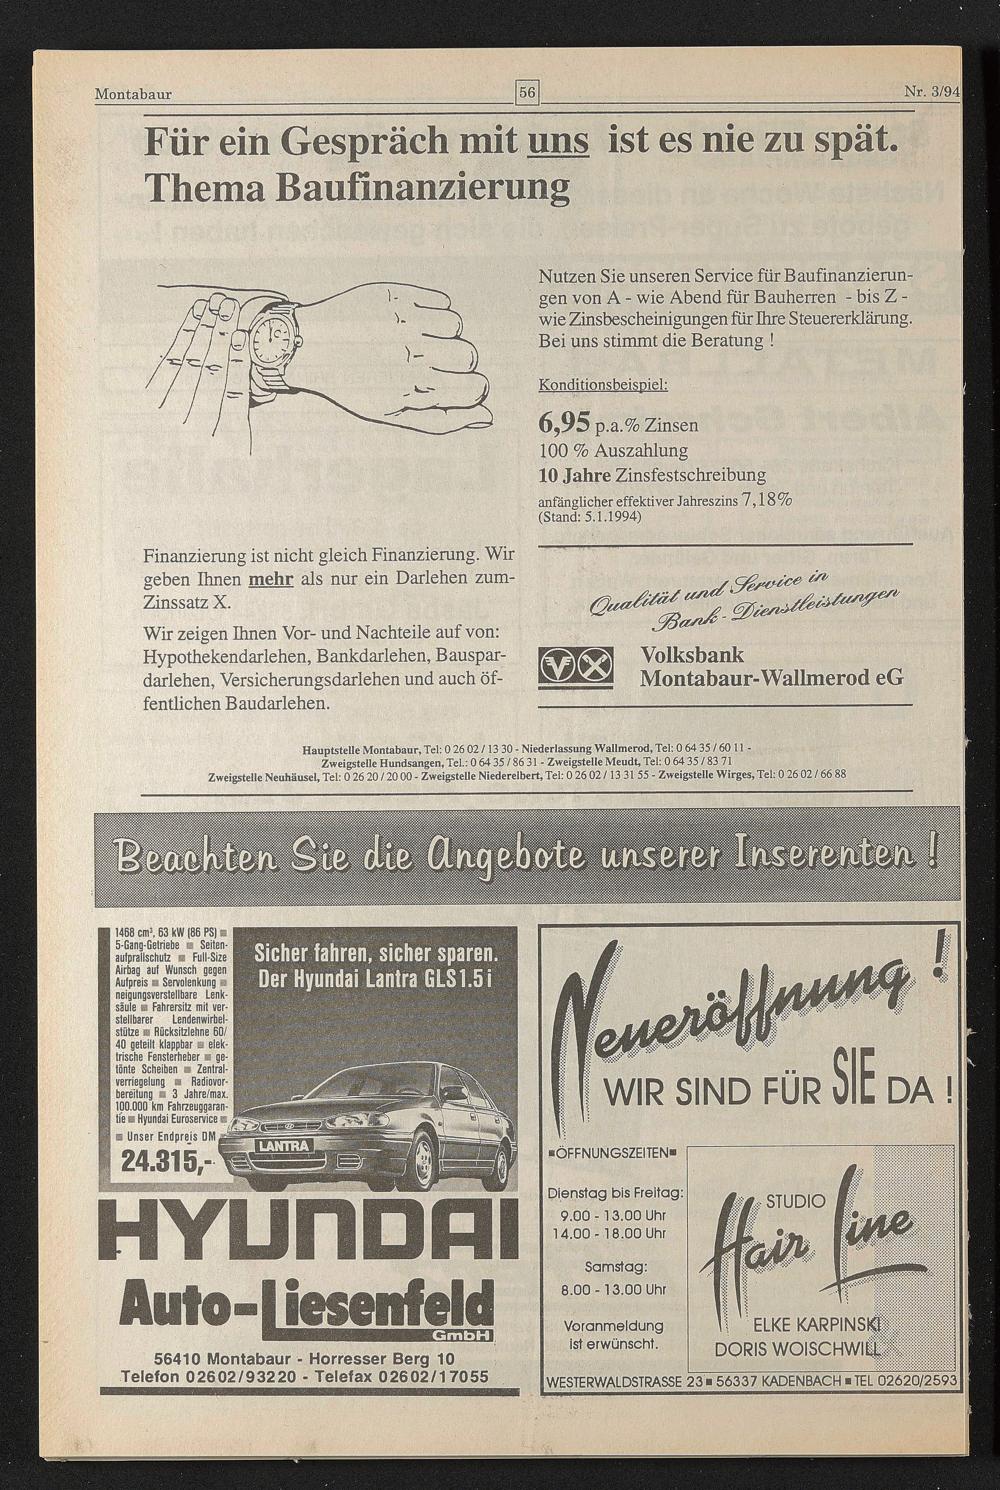 Montabaur
56
Nr. 3/94
Für ein Gespräch mit uns ist es nie zu spät.
Thema Baufinanzierung
Nutzen Sie unseren Service für Baufinanzierun-
gen von A - wie Abend für Bauherren - bis Z -
wie Zinsbescheinigungen für Ihre Steuererklärung.
Bei uns stimmt die Beratung !
Konditionsbeispiel:
6,95 p.a.% Zinsen
100 % Auszahlung
10 Jahre Zinsfestschreibung
anfänglicher effektiver Jahreszins 7,18%
(Stand: 5.1.1994)
Finanzierung ist nicht gleich Finanzierung. Wir
geben Ihnen mehr als nur ein Darlehen zum-
Zinssatz X.
Wir zeigen Ihnen Vor- und Nachteile auf von:
Hypothekendarlehen, Bankdarlehen, Bauspar-
darlehen, Versicherungsdarlehen und auch öf-
fentlichen Baudarlehen.
Qualität und Service in
Bank - Dienstleistungen
Volksbank
Montabaur-Wallmerod eG
Hauptstelle Montabaur, Tel: 0 26 02 / 13 30 - Niederlassung Wallmerod, Tel: 0 64 35 / 60 11 -
Zweigstelle Hundsangen, Tel.: 0 64 35 / 86 31 - Zweigstelle Meudt, Tel: 0 64 35 / 83 71
Zweigstelle Neuhäusel, Tel: 0 26 20 / 20 00 - Zweigstelle Niederelbert, Tel: 0 26 02 / 13 31 55 - Zweigstelle Wirges, Tel: 0 26 02 / 66 88
Beachten Sie die Angebote unserer Inserenten !
1468 cm³, 63 kW (86 PS) ■
5-Gang-Getriebe ■ Seiten-
aufprallschutz ■ Full-Size
Airbag auf Wunsch gegen
Aufpreis ■ Servolenkung ■
neigungsverstellbare Lenk-
säule ■ Fahrersitz mit ver-
stellbarer Lendenwirbel-
stütze ■ Rücksitzlehne 60/
40 geteilt klappbar ■ elek-
trische Fensterheber ■ ge-
tönte Scheiben ■ Zentral-
verriegelung ■ Radiovor-
bereitung ■ 3 Jahre/max.
100.000 km Fahrzeuggaran-
tie ■ Hyundai Euroservice ■
■ Unser Endpreis DM
24.315,-
Sicher fahren, sicher sparen.
Der Hyundai Lantra GLS 1.5 i
LANTRA
HYUNDAI
Auto-Liesenfeld
GmbH
56410 Montabaur - Horresser Berg 10
Telefon 02602/93220 - Telefax 02602/17055
Neueröffnung !
WIR SIND FÜR SIE DA !
■ÖFFNUNGSZEITEN■
Dienstag bis Freitag:
9.00 - 13.00 Uhr
14.00 - 18.00 Uhr
Samstag:
8.00 - 13.00 Uhr
Voranmeldung
ist erwünscht.
STUDIO
Hair Line
ELKE KARPINSKI
DORIS WOISCHWILL
WESTERWALDSTRASSE 23 ■ 56337 KADENBACH ■ TEL 02620/2593